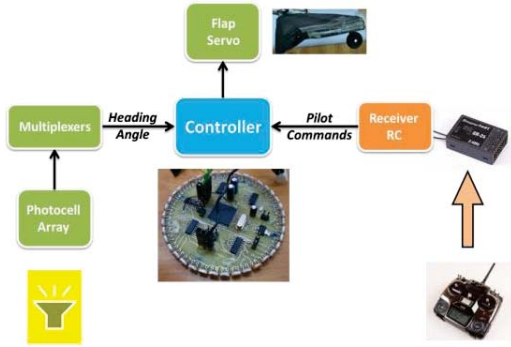 Flap
Servo
Multiplexers
Heading
Angle
Controller
Pilot
Commands
Receiver
RC
Photocell
Array